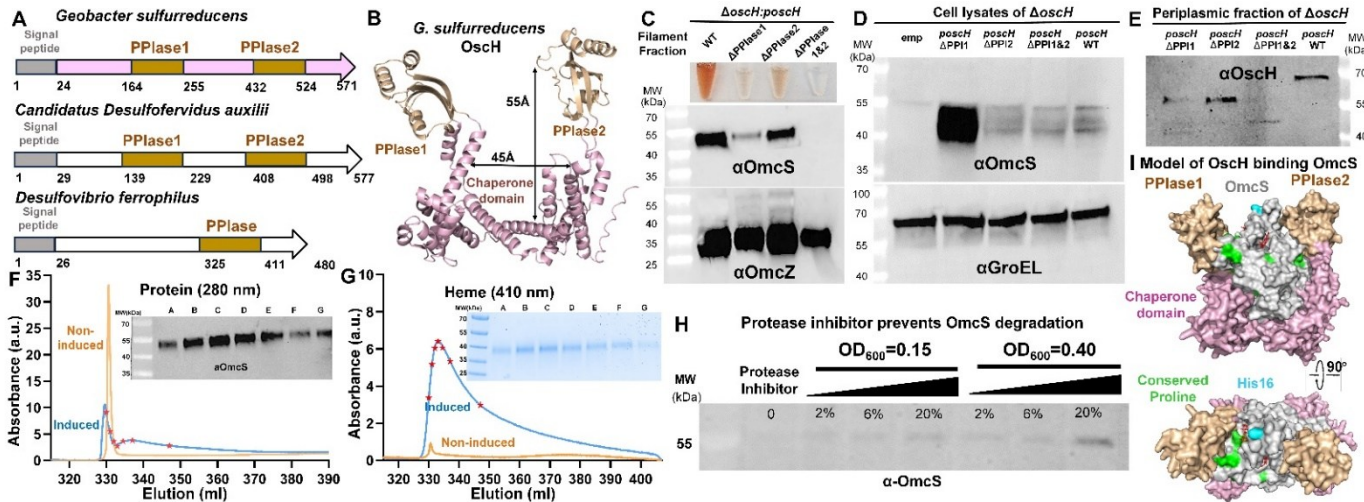 A
Geobacter sulfurreducens
Signal peptide
PPIase1
PPIase2
1 24 164 255 432 524 571
Candidatus Desulfofervidus auxilii
Signal peptide
PPIase1
PPIase2
1 29 139 229 408 498 577
Desulfovibrio ferrophilus
Signal peptide
PPIase
1 26 325 411 480
B
G. sulfurreducens
OscH
PPIase1
PPIase2
55Å
45Å
Chaperone domain
C
ΔoscH:poscH
Filament Fraction
WT
ΔPPIase1
ΔPPIase2
ΔPPIase 1&2
MW (kDa)
70
55
40
35
αOmcS
55
40
35
25
αOmcZ
D
Cell lysates of ΔoscH
MW (kDa)
emp
poscH ΔPPI1
poscH ΔPPI2
poscH ΔPPI1&2
poscH WT
70
55
40
35
αOmcS
100
70
55
αGroEL
E
Periplasmic fraction of ΔoscH
poscH ΔPPI1
poscH ΔPPI2
poscH ΔPPI1&2
poscH WT
MW (kDa)
αOscH
70
55
40
F
Protein (280 nm)
Absorbance (a.u.)
35
30
25
20
15
10
5
0
Non-induced
Induced
MW(kDa)
A B C D E F G
70
55
40
35
aOmcS
320 330 340 350 360 370 380 390
Elution (ml)
G
Heme (410 nm)
Absorbance (a.u.)
10
8
6
4
2
0
MW(kDa)
A B C D E F G
70
55
40
35
25
Induced
Non-induced
320 340 360 380 400
Elution (ml)
H
Protease inhibitor prevents OmcS degradation
OD600=0.15
OD600=0.40
Protease Inhibitor
MW (kDa)
0 2% 6% 20% 2% 6% 20%
55
α-OmcS
I
Model of OscH binding OmcS
PPIase1
OmcS
PPIase2
Chaperone domain
90°
Conserved Proline
His16